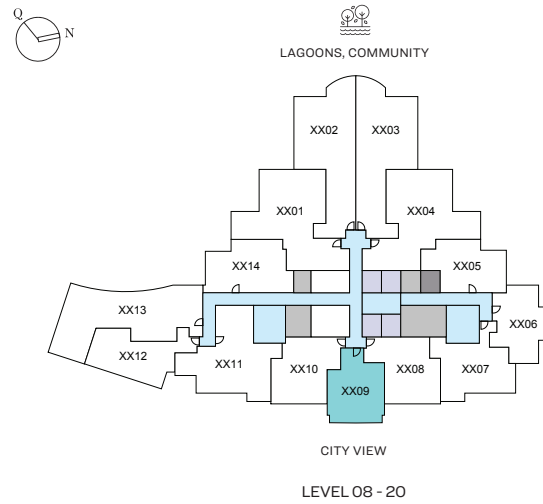 Q
N
LAGOONS, COMMUNITY
XX02 XX03
XX01 XX04
XX14 XX05
XX13 XX06
XX12 XX11 XX10 XX09 XX08 XX07
CITY VIEW
LEVEL 08 - 20